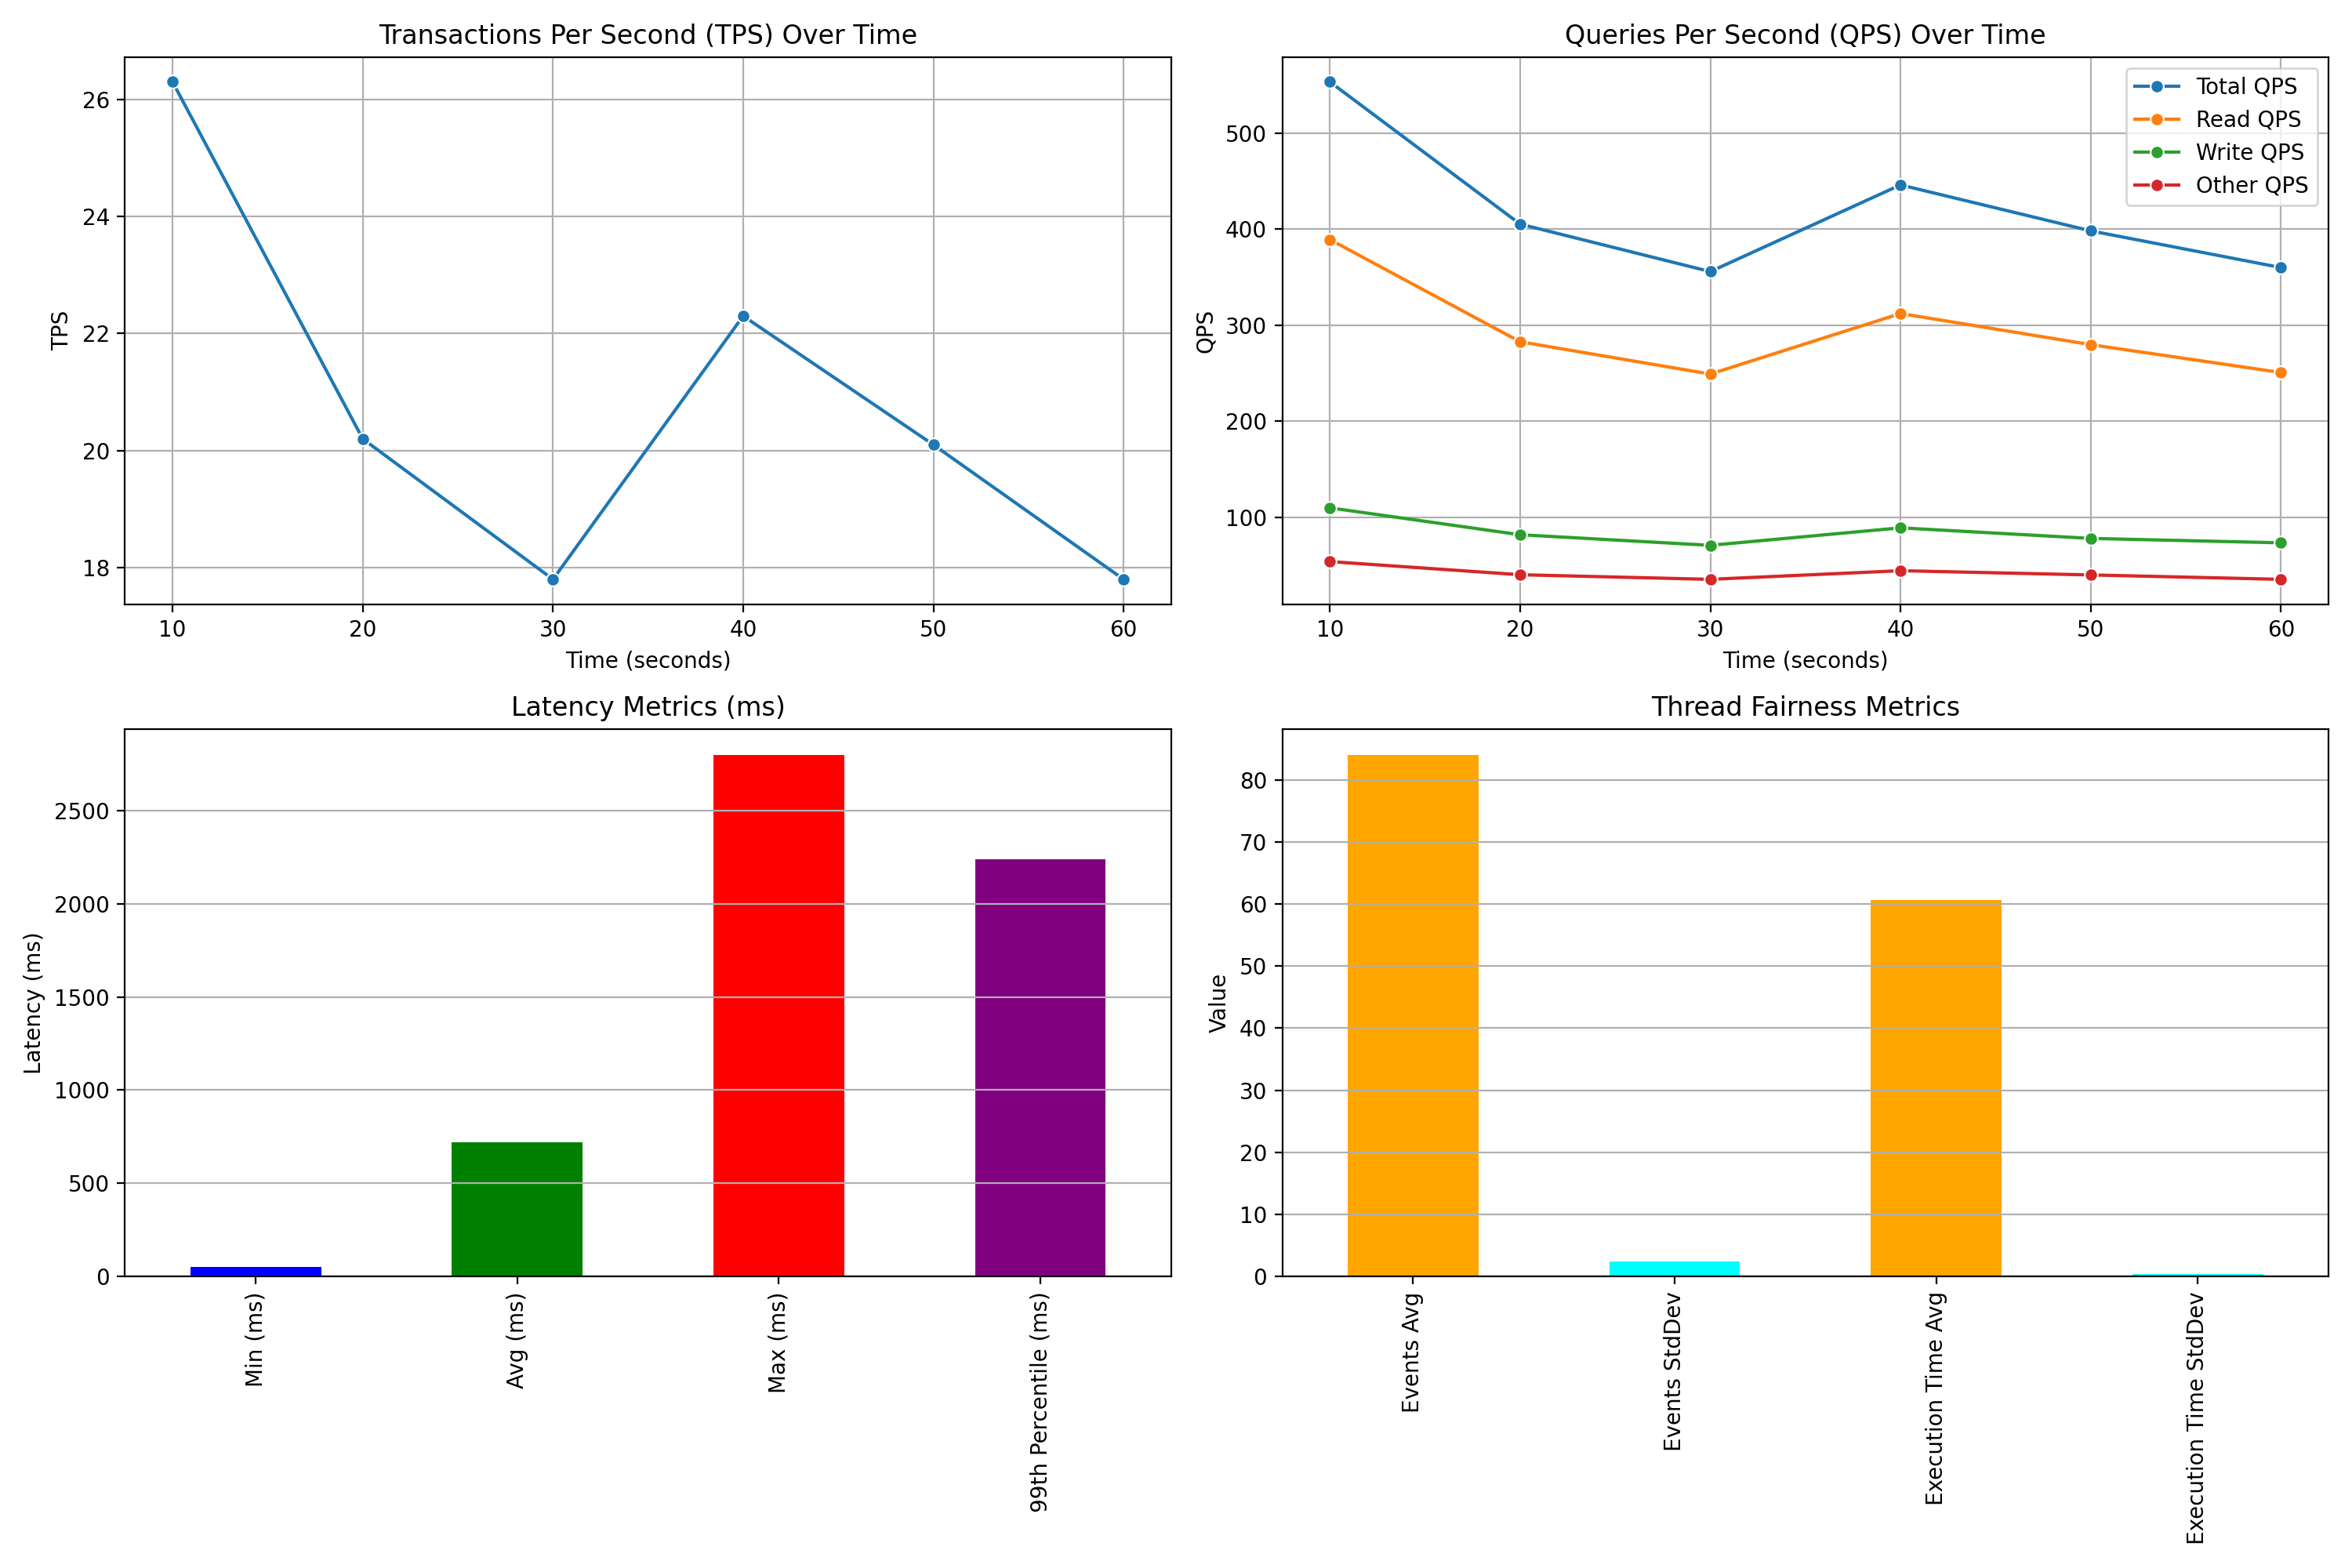 Transactions Per Second (TPS) Over Time
TPS
26
24
22
20
18
10 20 30 40 50 60
Time (seconds)
Queries Per Second (QPS) Over Time
QPS
500
400
300
200
100
Total QPS
Read QPS
Write QPS
Other QPS
10 20 30 40 50 60
Time (seconds)
Latency Metrics (ms)
Latency (ms)
2500
2000
1500
1000
500
0
Min (ms)
Avg (ms)
Max (ms)
99th Percentile (ms)
Thread Fairness Metrics
Value
80
70
60
50
40
30
20
10
0
Events Avg
Events StdDev
Execution Time Avg
Execution Time StdDev